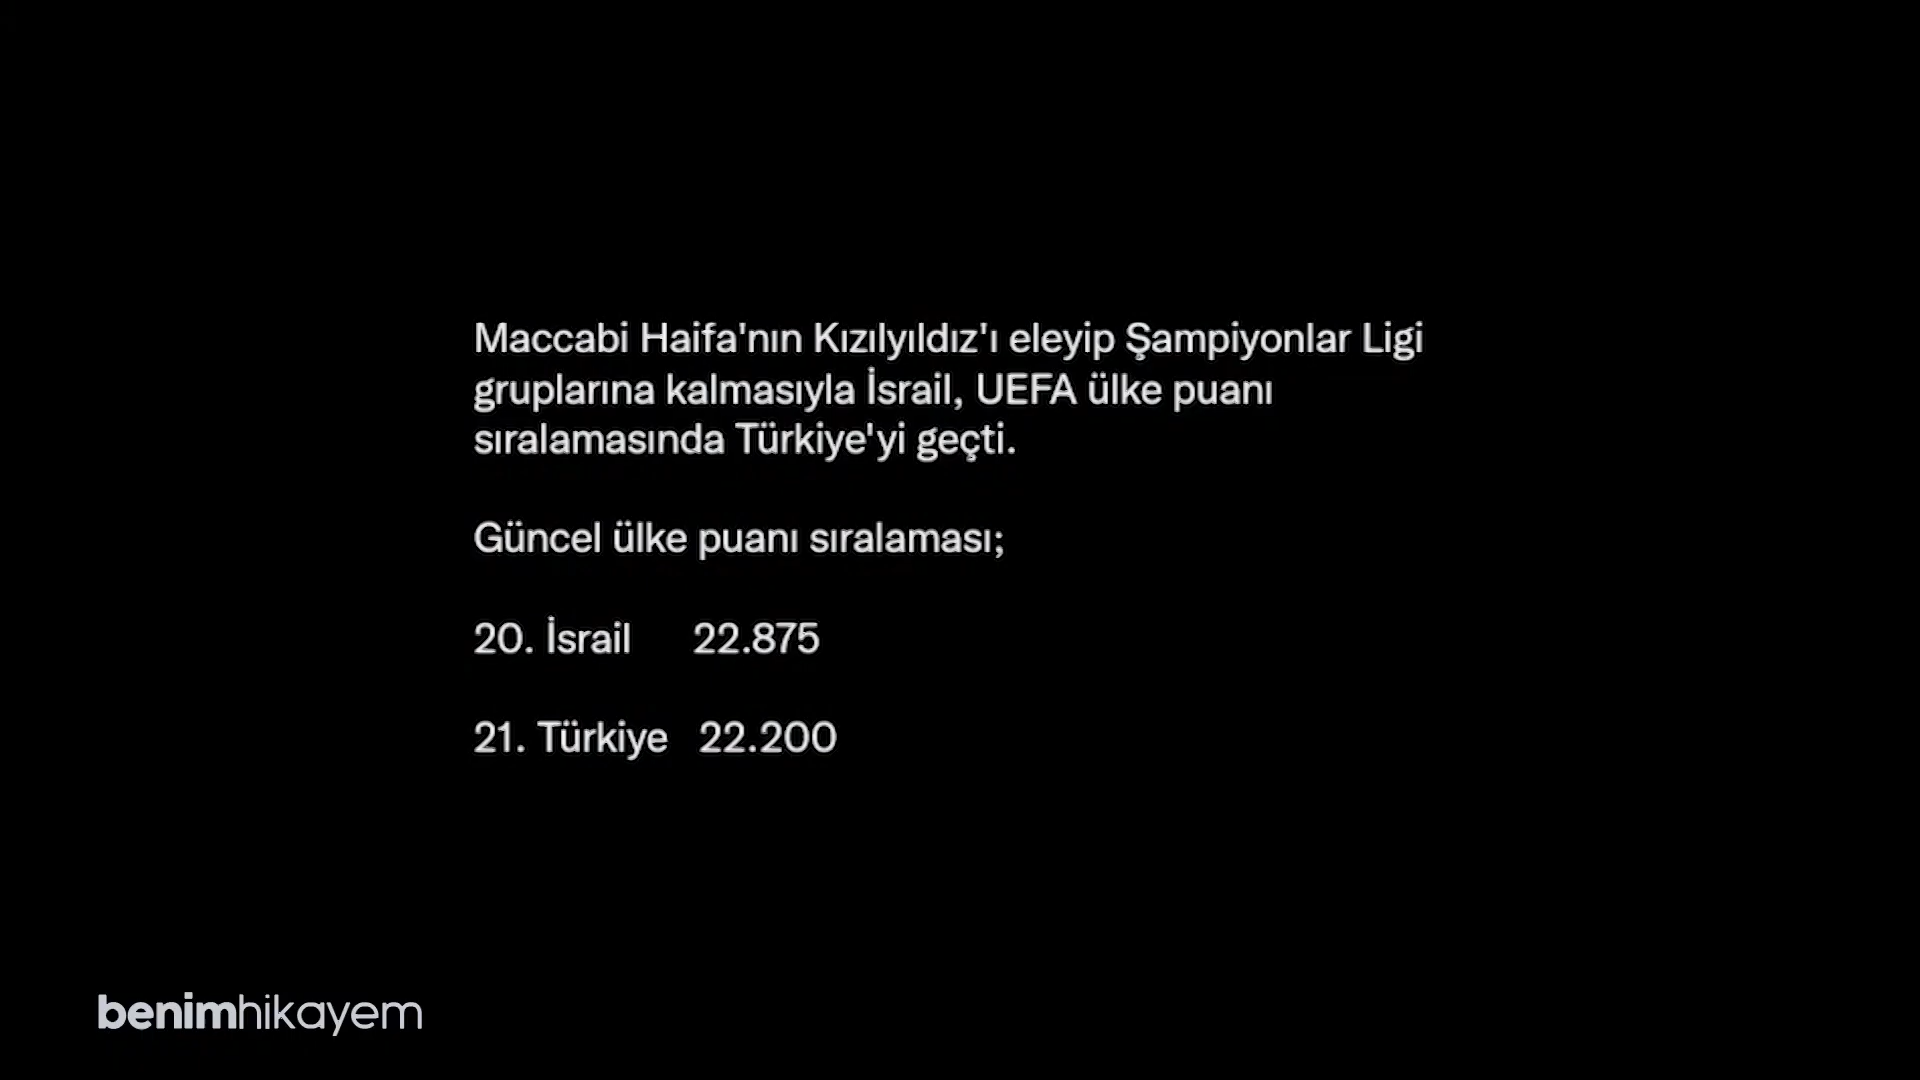 Maccabi Haifa'nın Kızılyıldız'ı eleyip Şampiyonlar Ligi
gruplarına kalmasıyla İsrail, UEFA ülke puanı
sıralamasında Türkiye'yi geçti.
Güncel ülke puanı sıralaması;
20. İsrail 22.875
21. Türkiye 22.200
benimhikayem